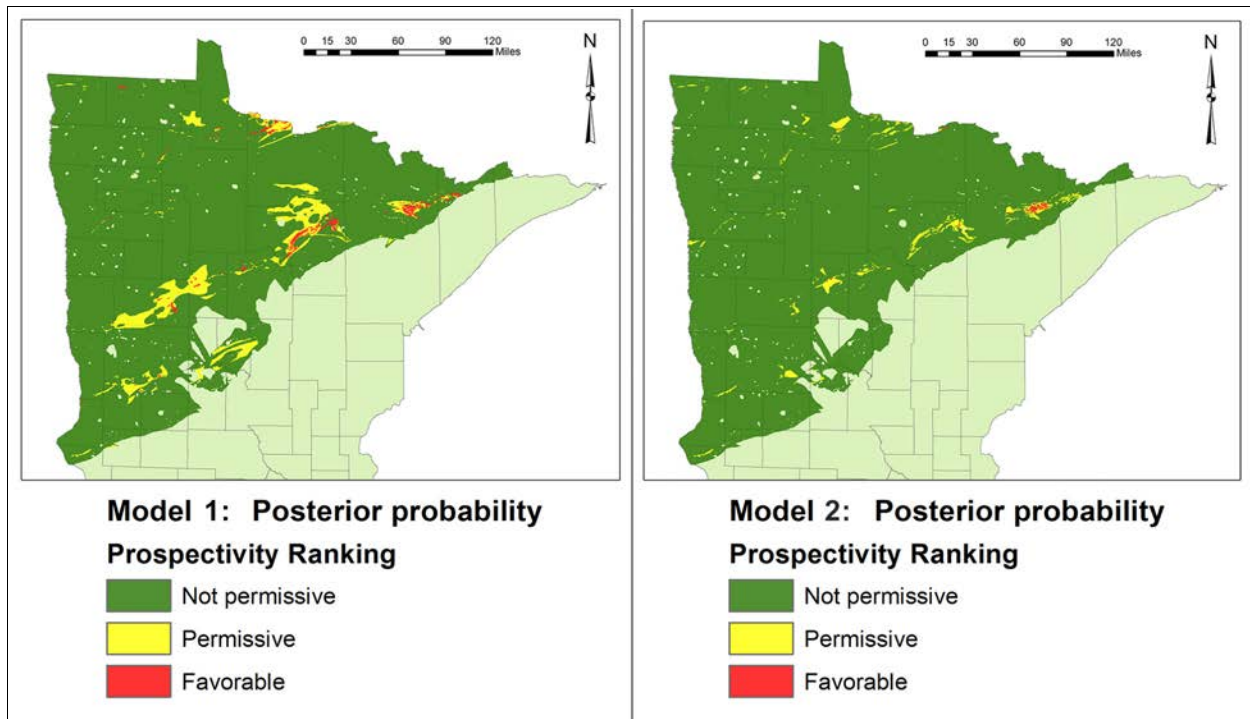 0 15 30 60 90 120
Miles
N
Model 1: Posterior probability
Prospectivity Ranking
Not permissive
Permissive
Favorable
0 15 30 60 90 120
Miles
N
Model 2: Posterior probability
Prospectivity Ranking
Not permissive
Permissive
Favorable